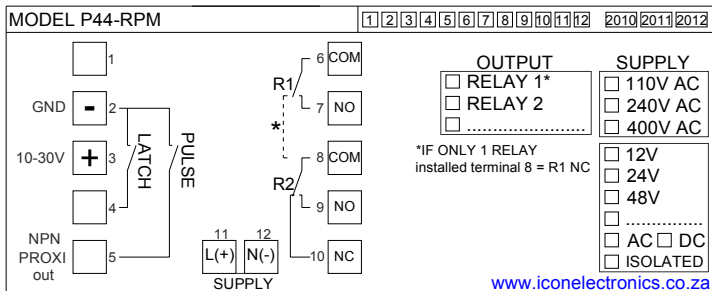 MODEL P44-RPM
1 2 3 4 5 6 7 8 9 10 11 12 2010 2011 2012
1
GND - 2
10-30V + 3
LATCH
PULSE
4
NPN
PROXI
out
5
6 COM
R1
7 NO
*
8 COM
R2
9 NO
10 NC
11 12
L(+) N(-)
SUPPLY
OUTPUT
RELAY 1*
RELAY 2
.......................
*IF ONLY 1 RELAY
installed terminal 8 = R1 NC
SUPPLY
110V AC
240V AC
400V AC
12V
24V
48V
...............
AC DC
ISOLATED
www.iconelectronics.co.za